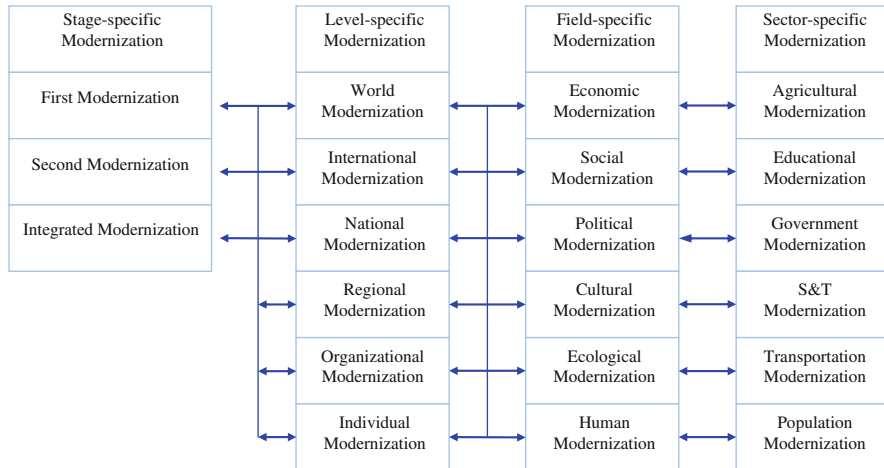 Stage-specific
Modernization
First Modernization
Second Modernization
Integrated Modernization
Level-specific
Modernization
World
Modernization
International
Modernization
National
Modernization
Regional
Modernization
Organizational
Modernization
Individual
Modernization
Field-specific
Modernization
Economic
Modernization
Social
Modernization
Political
Modernization
Cultural
Modernization
Ecological
Modernization
Human
Modernization
Sector-specific
Modernization
Agricultural
Modernization
Educational
Modernization
Government
Modernization
S&T
Modernization
Transportation
Modernization
Population
Modernization